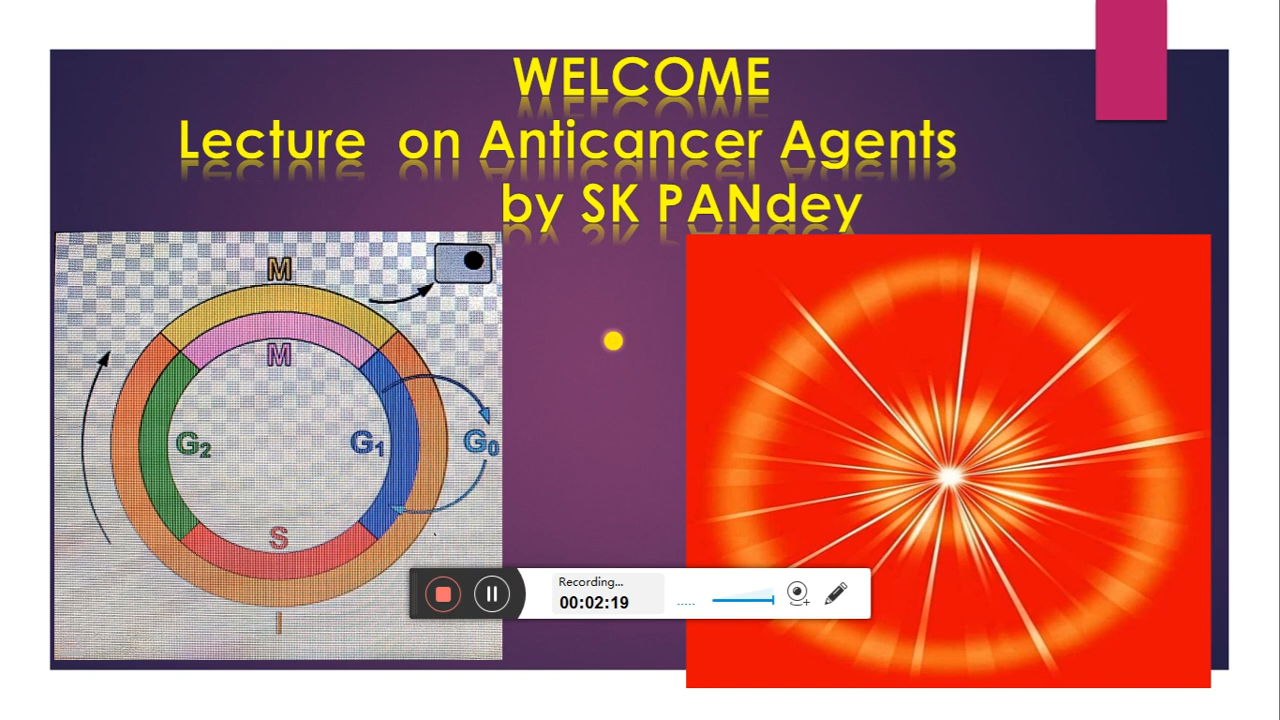 WELCOME
Lecture on Anticancer Agents
by SK PANdey
M
M
G₂
G₁
G₀
S
I
Recording...
00:02:19